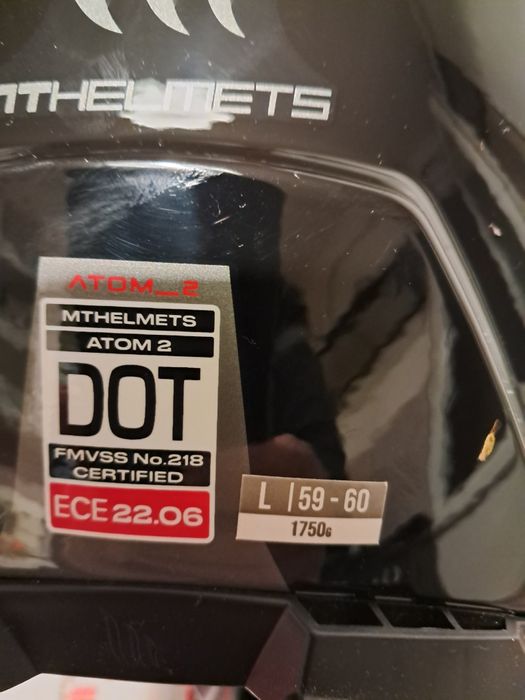 MTHELMETS
ATOM_2
MTHELMETS
ATOM 2
DOT
FMVSS No.218
CERTIFIED
ECE 22.06
L | 59 - 60
1750G